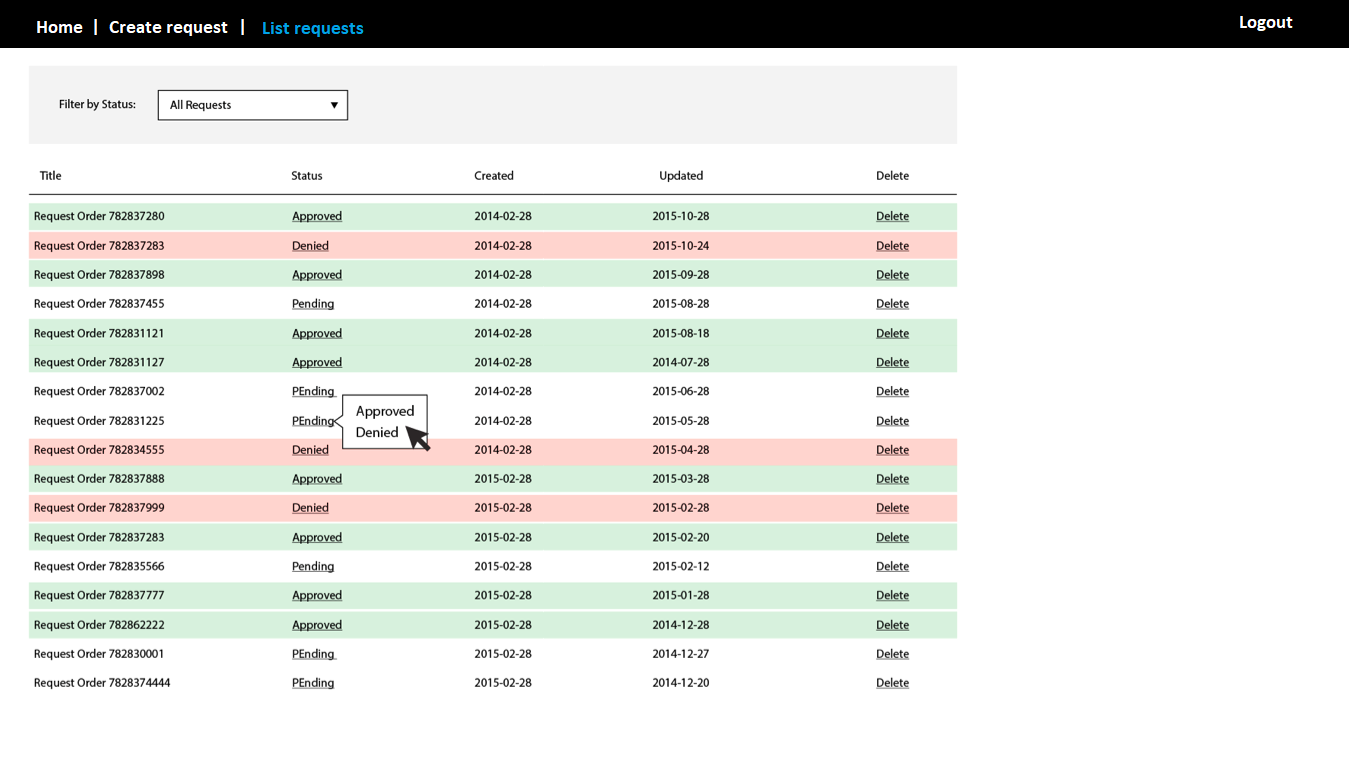 Home | Create request | List requests Logout
Filter by Status: All Requests
Title Status Created Updated Delete
Request Order 782837280 Approved 2014-02-28 2015-10-28 Delete
Request Order 782837283 Denied 2014-02-28 2015-10-24 Delete
Request Order 782837898 Approved 2014-02-28 2015-09-28 Delete
Request Order 782837455 Pending 2014-02-28 2015-08-28 Delete
Request Order 782831121 Approved 2014-02-28 2015-08-18 Delete
Request Order 782831127 Approved 2014-02-28 2014-07-28 Delete
Request Order 782837002 PEnding 2014-02-28 2015-06-28 Delete
Approved
Request Order 782831225 PEnding 2014-02-28 2015-05-28 Delete
Denied
Request Order 782834555 Denied 2014-02-28 2015-04-28 Delete
Request Order 782837888 Approved 2015-02-28 2015-03-28 Delete
Request Order 782837999 Denied 2015-02-28 2015-02-28 Delete
Request Order 782837283 Approved 2015-02-28 2015-02-20 Delete
Request Order 782835566 Pending 2015-02-28 2015-02-12 Delete
Request Order 782837777 Approved 2015-02-28 2015-01-28 Delete
Request Order 782862222 Approved 2015-02-28 2014-12-28 Delete
Request Order 782830001 PEnding 2015-02-28 2014-12-27 Delete
Request Order 7828374444 PEnding 2015-02-28 2014-12-20 Delete